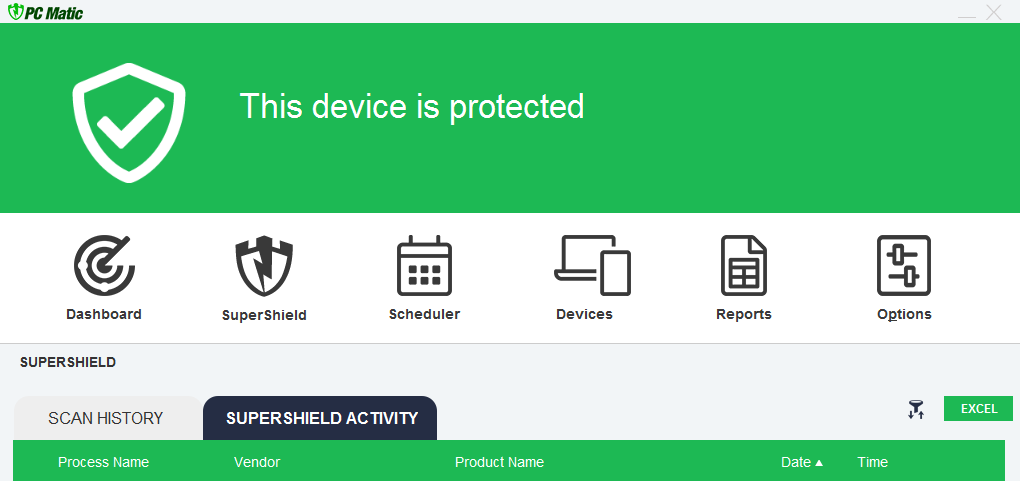 PC Matic
This device is protected
Dashboard SuperShield Scheduler Devices Reports Options
SUPERSHIELD
SCAN HISTORY SUPERSHIELD ACTIVITY EXCEL
Process Name Vendor Product Name Date Time